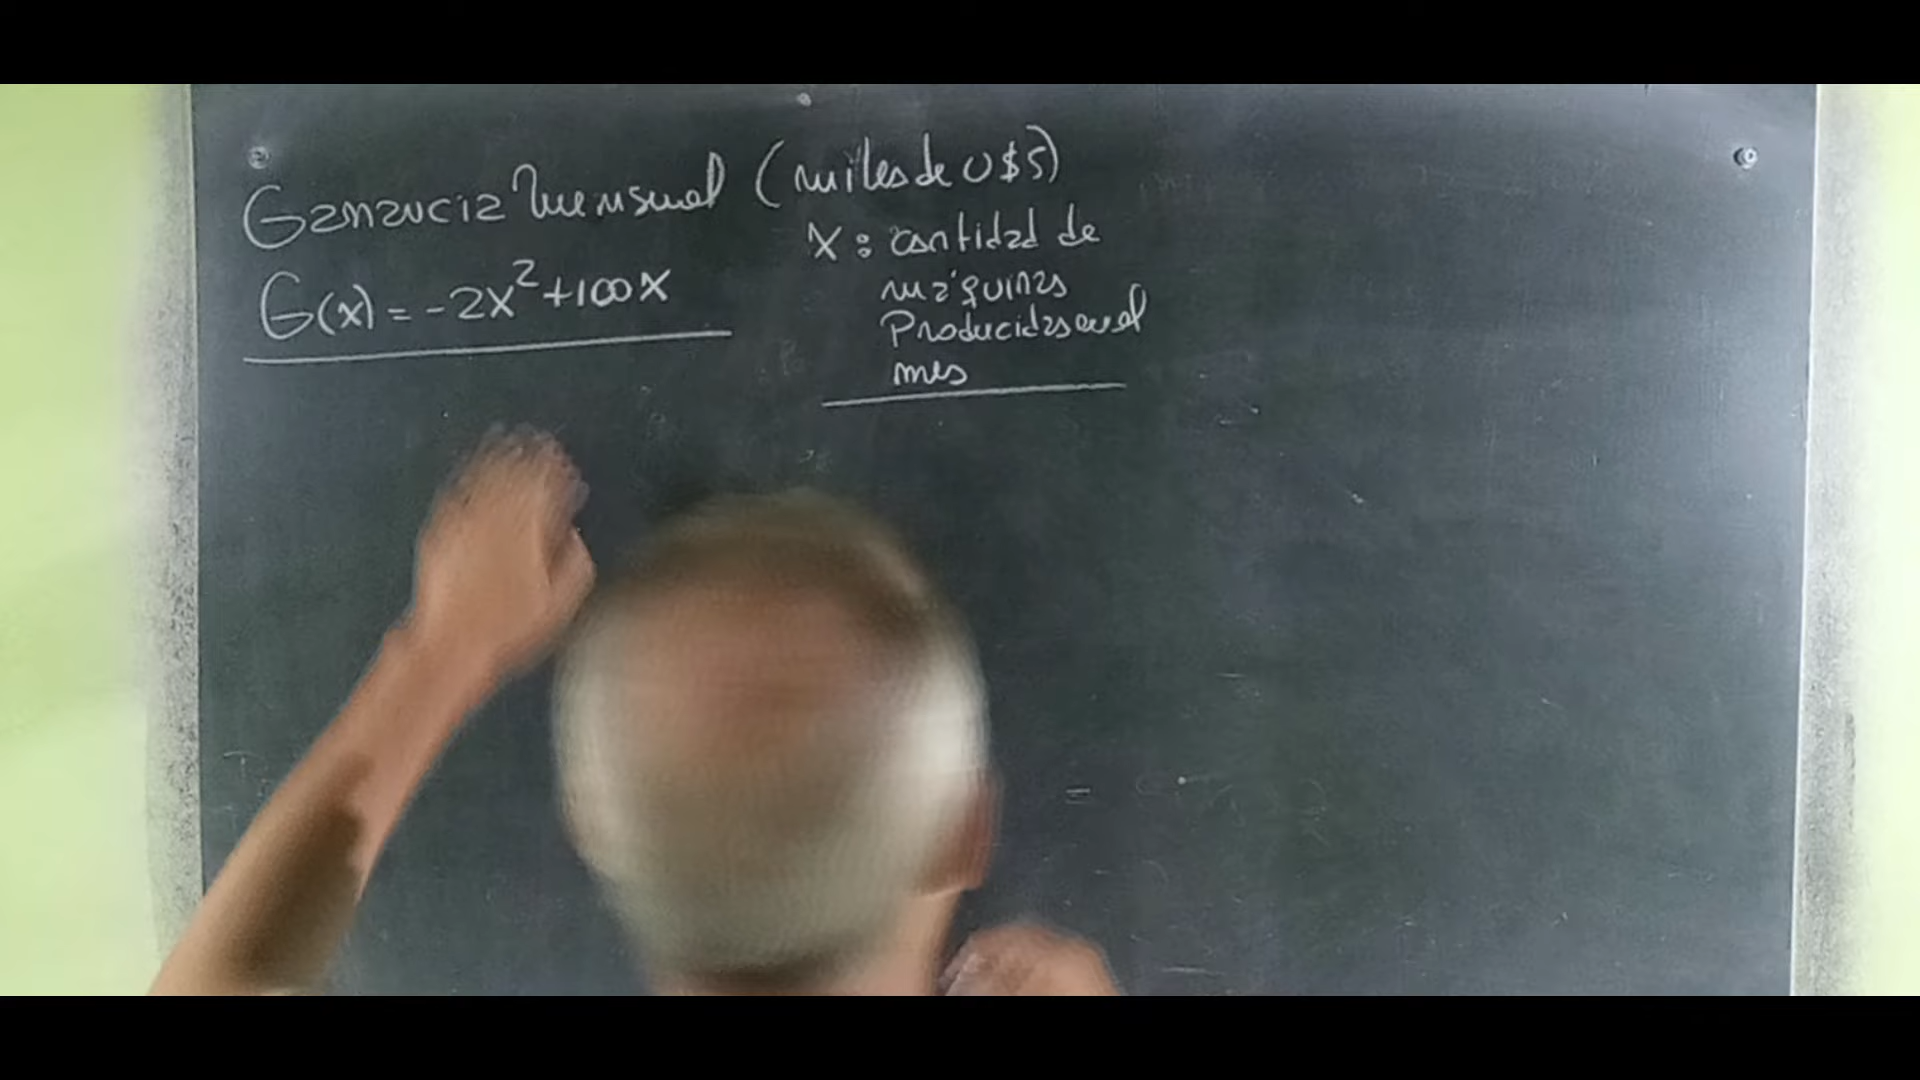 Ganancia Mensual (miles de U$S)
G(x) = -2x²+100x
x: cantidad de
máquinas
Producidas en el
mes